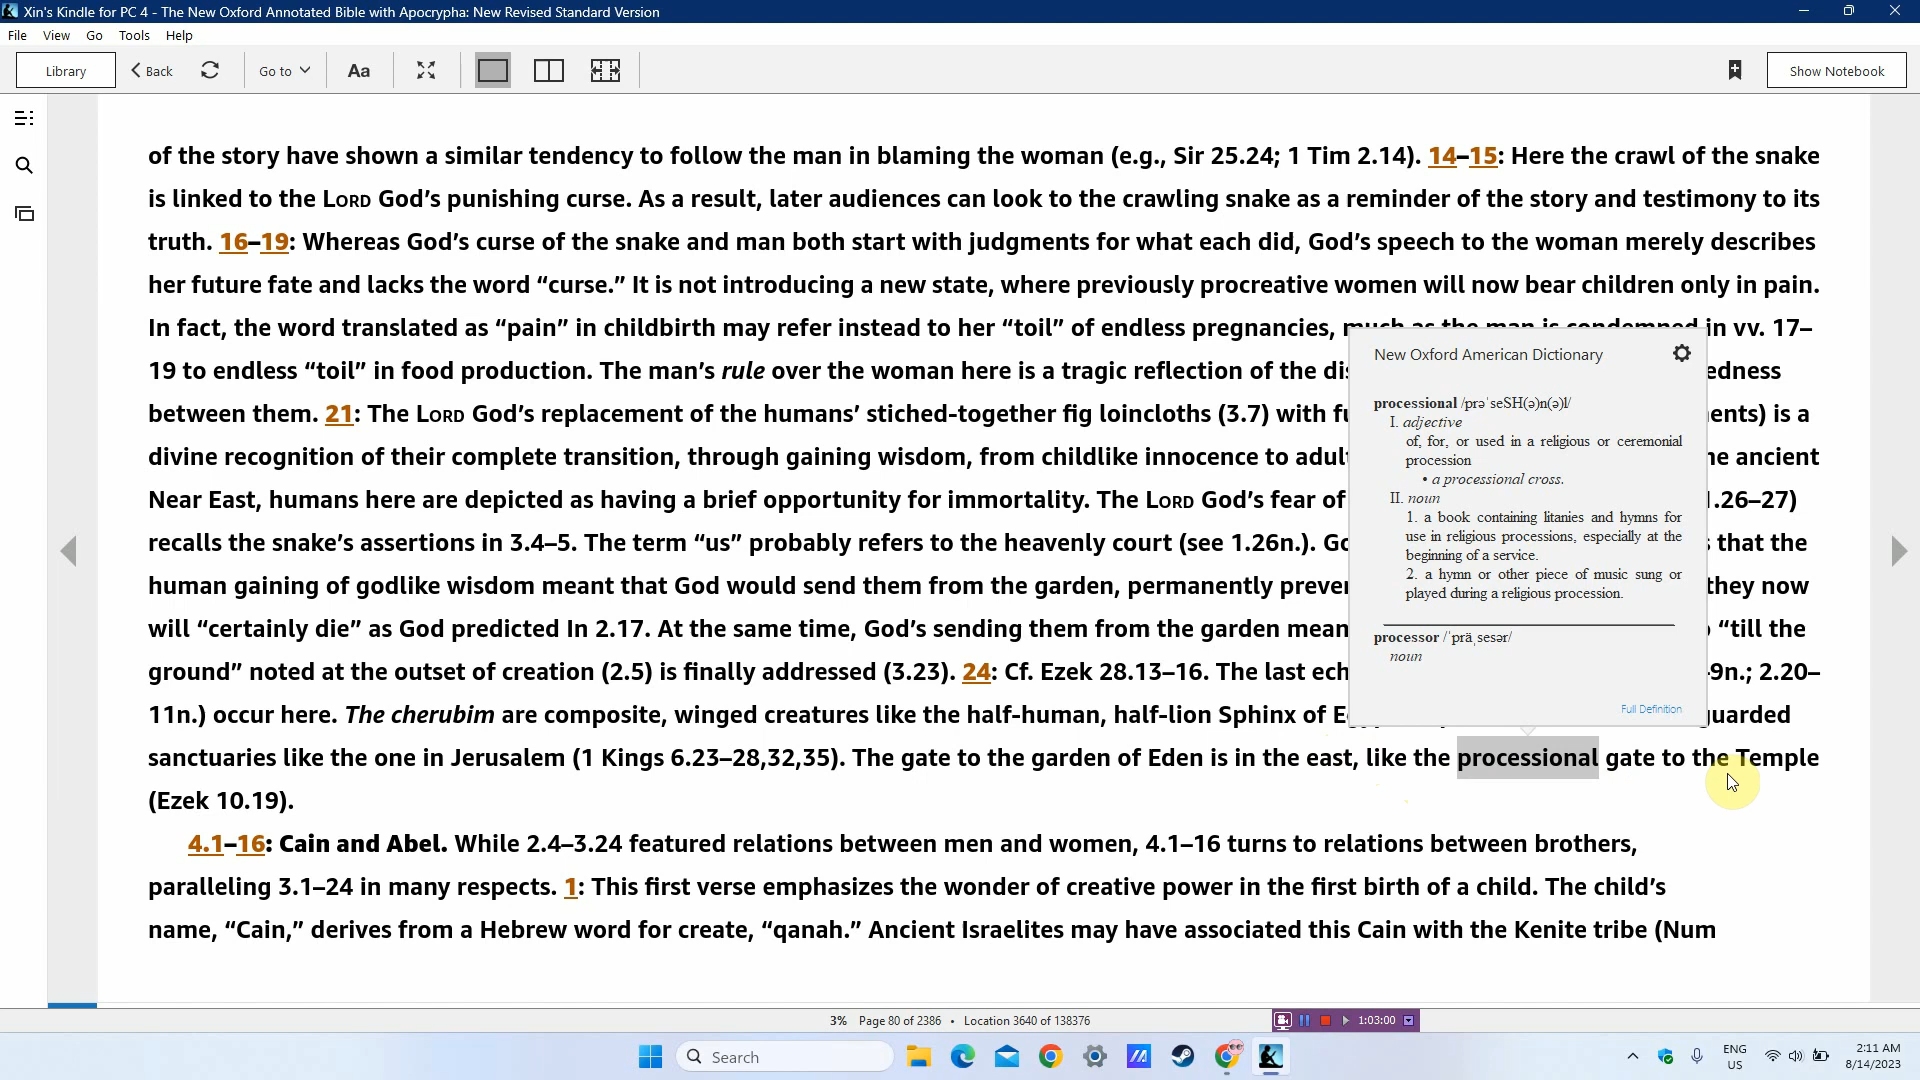 Xin's Kindle for PC 4 - The New Oxford Annotated Bible with Apocrypha: New Revised Standard Version
File View Go Tools Help
Library Back Go to Aa Show Notebook
of the story have shown a similar tendency to follow the man in blaming the woman (e.g., Sir 25.24; 1 Tim 2.14). 14–15: Here the crawl of the snake
is linked to the LORD God’s punishing curse. As a result, later audiences can look to the crawling snake as a reminder of the story and testimony to its
truth. 16–19: Whereas God’s curse of the snake and man both start with judgments for what each did, God’s speech to the woman merely describes
her future fate and lacks the word “curse.” It is not introducing a new state, where previously procreative women will now bear children only in pain.
In fact, the word translated as “pain” in childbirth may refer instead to her “toil” of endless pregnancies, much as the man is condemned in vv. 17–
19 to endless “toil” in food production. The man’s rule over the woman here is a tragic reflection of the dis edness
between them. 21: The LORD God’s replacement of the humans’ stiched-together fig loincloths (3.7) with fu ents) is a
divine recognition of their complete transition, through gaining wisdom, from childlike innocence to adul ne ancient
Near East, humans here are depicted as having a brief opportunity for immortality. The LORD God’s fear of 1.26–27)
recalls the snake’s assertions in 3.4–5. The term “us” probably refers to the heavenly court (see 1.26n.). Go s that the
human gaining of godlike wisdom meant that God would send them from the garden, permanently preve they now
will “certainly die” as God predicted In 2.17. At the same time, God’s sending them from the garden mean “till the
ground” noted at the outset of creation (2.5) is finally addressed (3.23). 24: Cf. Ezek 28.13–16. The last ech 9n.; 2.20–
11n.) occur here. The cherubim are composite, winged creatures like the half-human, half-lion Sphinx of guarded
sanctuaries like the one in Jerusalem (1 Kings 6.23–28,32,35). The gate to the garden of Eden is in the east, like the processional gate to the Temple
(Ezek 10.19).
4.1–16: Cain and Abel. While 2.4–3.24 featured relations between men and women, 4.1–16 turns to relations between brothers,
paralleling 3.1–24 in many respects. 1: This first verse emphasizes the wonder of creative power in the first birth of a child. The child’s
name, “Cain,” derives from a Hebrew word for create, “qanah.” Ancient Israelites may have associated this Cain with the Kenite tribe (Num
New Oxford American Dictionary
processional /prəˈseSH(ə)n(ə)l/
I. adjective
of, for, or used in a religious or ceremonial
procession
• a processional cross.
II. noun
1. a book containing litanies and hymns for
use in religious processions, especially at the
beginning of a service.
2. a hymn or other piece of music sung or
played during a religious procession.
processor /ˈpräˌsesər/
noun
Full Definition
3% Page 80 of 2386 • Location 3640 of 138376
1:03:00
Search
ENG
US
2:11 AM
8/14/2023